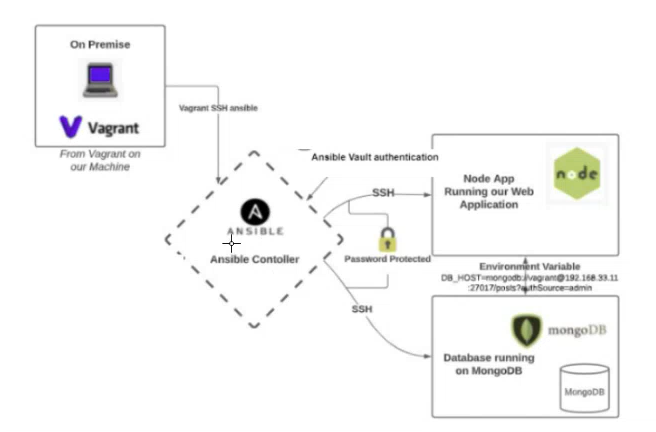 On Premise
Vagrant
From Vagrant on
our Machine
Vagrant SSH ansible
Ansible Vault authentication
SSH
ANSIBLE
Ansible Contoller
Password Protected
SSH
Node App
Running our Web
Application
node
Environment Variable
DB_HOST=mongodb://vagrant@192.168.33.11
:27017/posts?authSource=admin
mongoDB
Database running
on MongoDB
MongoDB